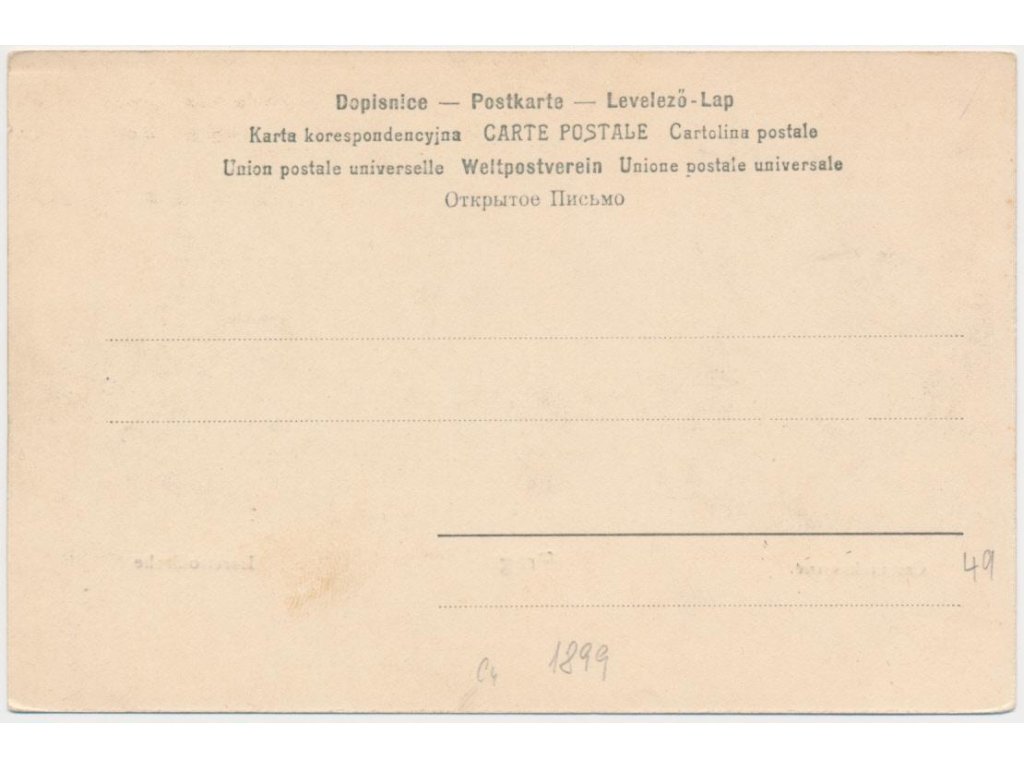 Dopisnice — Postkarte — Levelező-Lap
Karta korespondencyjna CARTE POSTALE Cartolina postale
Union postale universelle Weltpostverein Unione postale universale
Открытое Письмо
49
1899